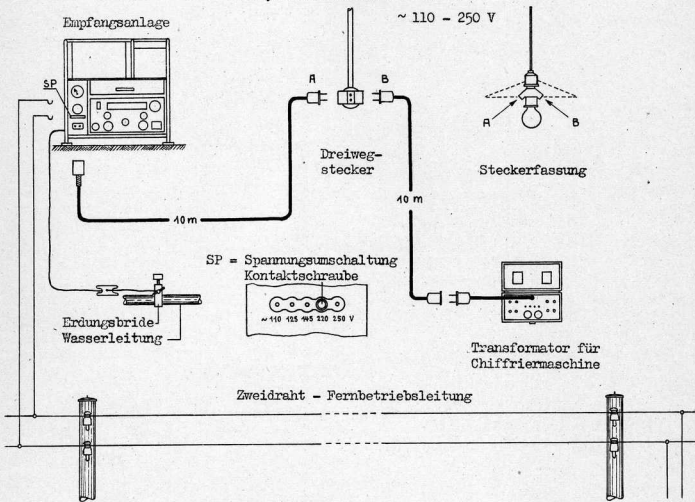 Empfangsanlage
~ 110 - 250 V
SP
A
B
A
B
Dreiweg-
stecker
Steckerfassung
10 m
10 m
SP = Spannungsumschaltung
Kontaktschraube
~ 110 125 145 220 250 V
Erdungsbride
Wasserleitung
Transformator für
Chiffriermaschine
Zweidraht - Fernbetriebsleitung